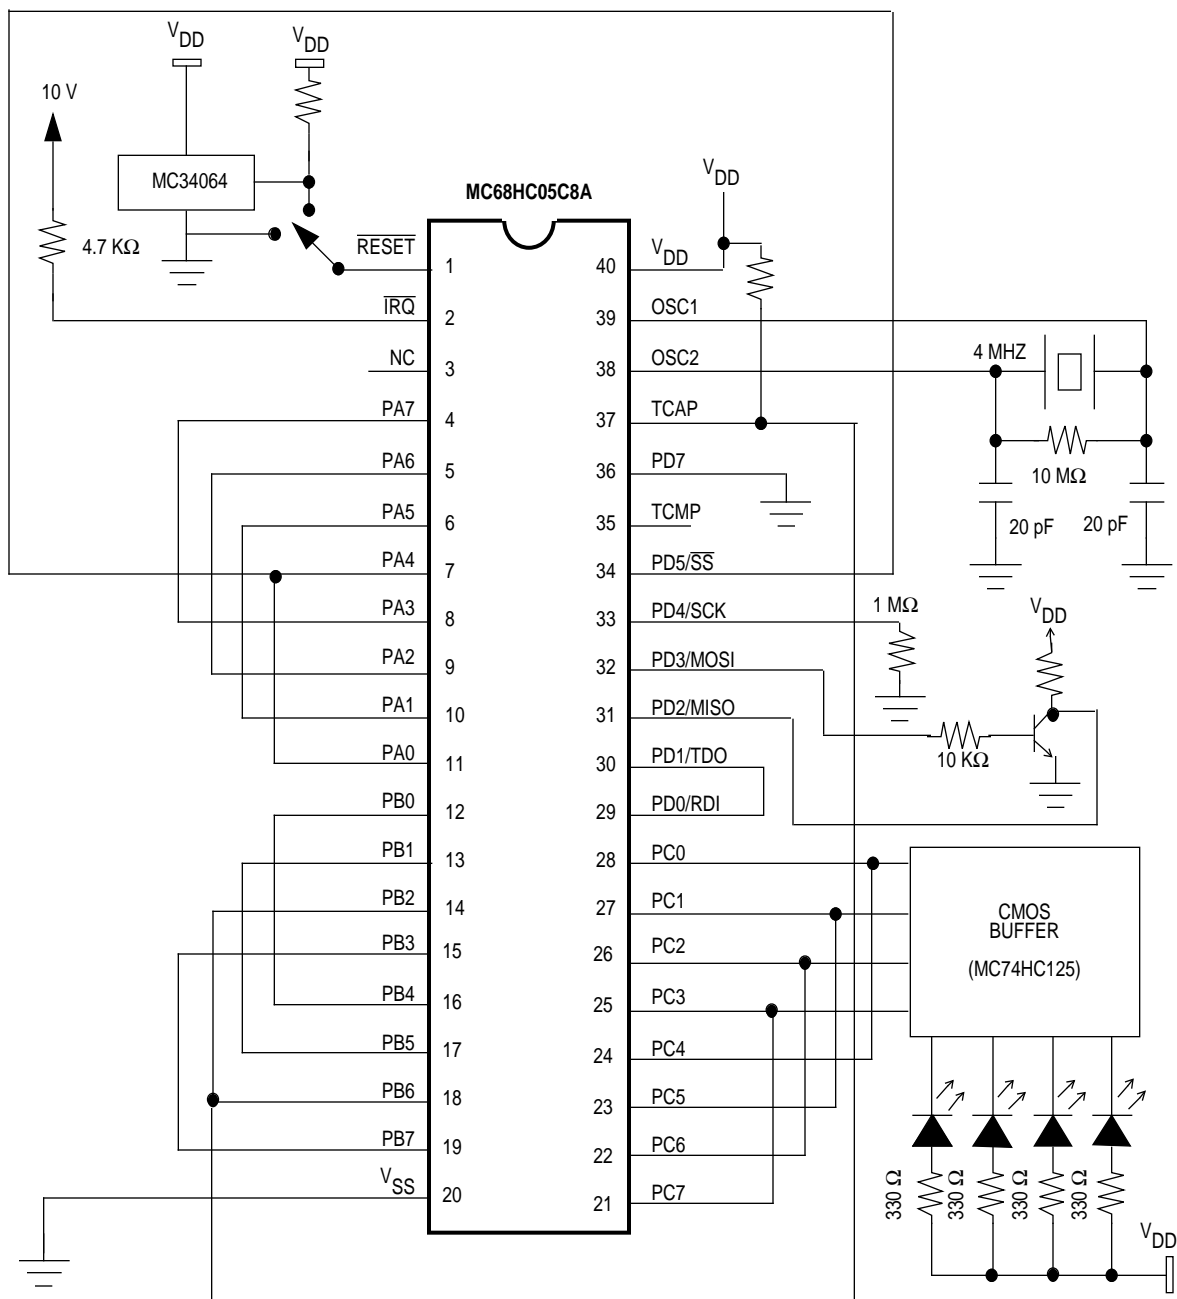 VDD
VDD
10 V
MC34064
MC68HC05C8A
VDD
4.7 KΩ
RESET
1
40
VDD
IRQ
2
39
OSC1
NC
3
38
OSC2
4 MHZ
PA7
4
37
TCAP
PA6
5
36
PD7
10 MΩ
PA5
6
35
TCMP
20 pF
20 pF
PA4
7
34
PD5/SS
PA3
8
33
PD4/SCK
1 MΩ
VDD
PA2
9
32
PD3/MOSI
PA1
10
31
PD2/MISO
PA0
11
30
PD1/TDO
10 KΩ
PB0
12
29
PD0/RDI
PB1
13
28
PC0
PB2
14
27
PC1
CMOS
BUFFER
(MC74HC125)
PB3
15
26
PC2
PB4
16
25
PC3
PB5
17
24
PC4
PB6
18
23
PC5
PB7
19
22
PC6
VSS
20
21
PC7
330 Ω
330 Ω
330 Ω
330 Ω
VDD